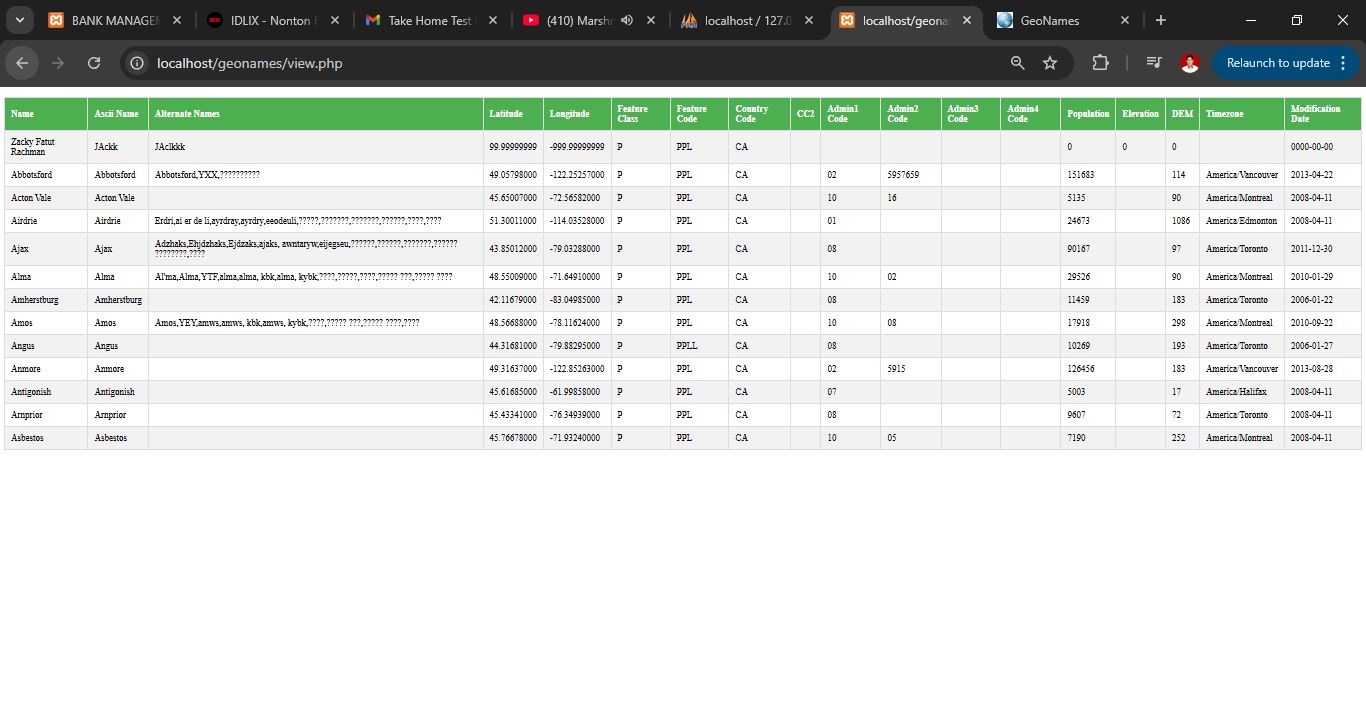 BANK MANAGEM
IDLIX - Nonton F
Take Home Test
(410) Marshm
localhost / 127.0
localhost/geona
GeoNames
localhost/geonames/view.php
Relaunch to update
Name Ascii Name Alternate Names Latitude Longitude Feature Class Feature Code Country Code CC2 Admin1 Code Admin2 Code Admin3 Code Admin4 Code Population Elevation DEM Timezone Modification Date
Zacky Fatut Rachman JAckk JAclkkk 99.99999999 -999.99999999 P PPL CA 0 0 0 0000-00-00
Abbotsford Abbotsford Abbotsford,YXX,?????????? 49.05798000 -122.25257000 P PPL CA 02 5957659 151683 114 America/Vancouver 2013-04-22
Acton Vale Acton Vale 45.65007000 -72.56582000 P PPL CA 10 16 5135 90 America/Montreal 2008-04-11
Airdrie Airdrie Erdri,ai er de li,ayrdray,ayrdry,eeodeuli,?????,???????,???????,??????,????,???? 51.30011000 -114.03528000 P PPL CA 01 24673 1086 America/Edmonton 2008-04-11
Ajax Ajax Adzhaks,Ehjdzhaks,Ejdzaks,ajaks, awntaryw,eijegseu,??????,??????,???????,?????? ????????,???? 43.85012000 -79.03288000 P PPL CA 08 90167 97 America/Toronto 2011-12-30
Alma Alma Al'ma,Alma,YTF,alma,alma, kbk,alma, kybk,????,?????,????,????? ???,????? ???? 48.55009000 -71.64910000 P PPL CA 10 02 29526 90 America/Montreal 2010-01-29
Amherstburg Amherstburg 42.11679000 -83.04985000 P PPL CA 08 11459 183 America/Toronto 2006-01-22
Amos Amos Amos,YEY,amws,amws, kbk,amws, kybk,????,????? ???,????? ????,???? 48.56688000 -78.11624000 P PPL CA 10 08 17918 298 America/Montreal 2010-09-22
Angus Angus 44.31681000 -79.88295000 P PPLL CA 08 10269 193 America/Toronto 2006-01-27
Anmore Anmore 49.31637000 -122.85263000 P PPL CA 02 5915 126456 183 America/Vancouver 2013-08-28
Antigonish Antigonish 45.61685000 -61.99858000 P PPL CA 07 5003 17 America/Halifax 2008-04-11
Arnprior Arnprior 45.43341000 -76.34939000 P PPL CA 08 9607 72 America/Toronto 2008-04-11
Asbestos Asbestos 45.76678000 -71.93240000 P PPL CA 10 05 7190 252 America/Montreal 2008-04-11